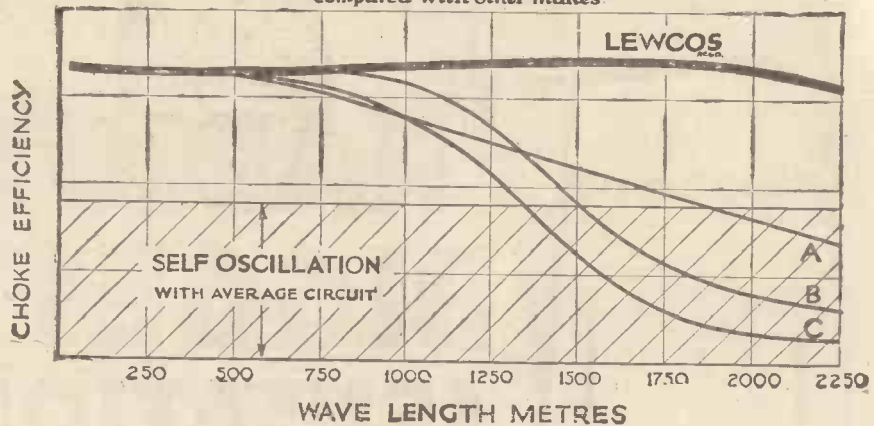 compared with other makes
LEWCOS
REGD.
CHOKE EFFICIENCY
SELF OSCILLATION
WITH AVERAGE CIRCUIT
A
B
C
250 500 750 1000 1250 1500 1750 2000 2250
WAVE LENGTH METRES